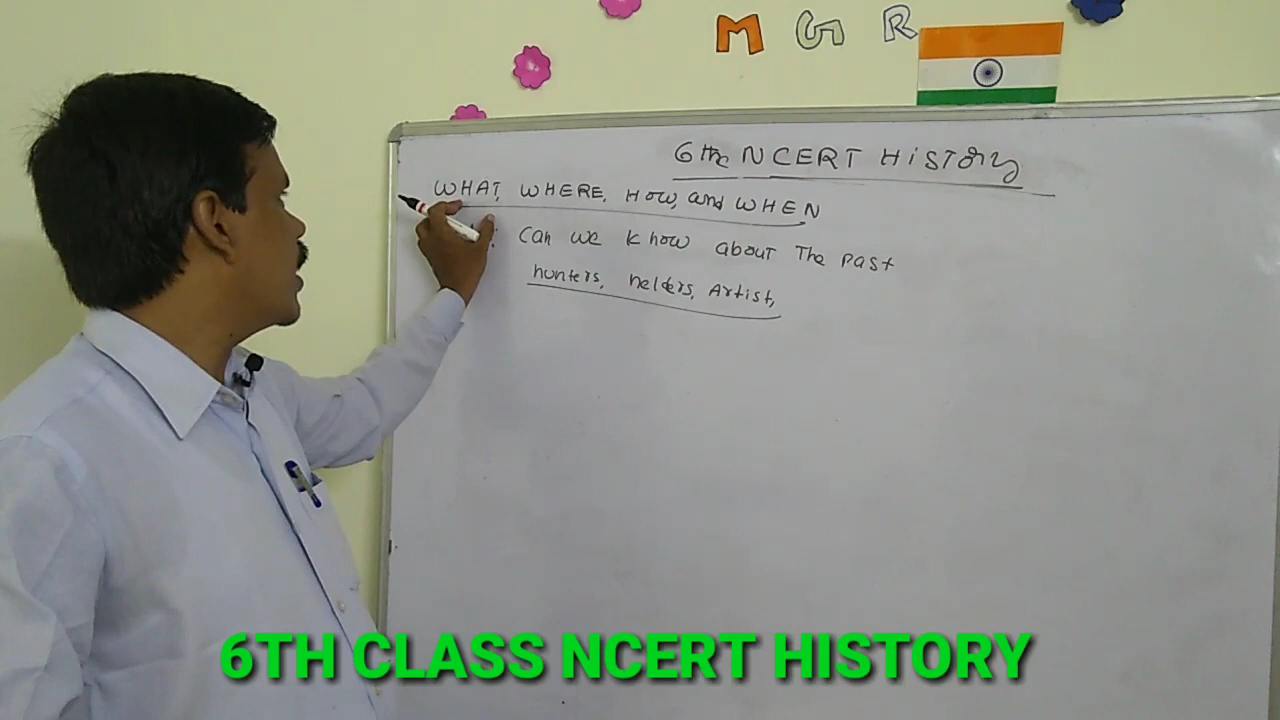 M G R
6th NCERT HiSTory
WHAT, WHERE, How, and WHEN
Can we know about The past
hunters, helders, Artist,
6TH CLASS NCERT HISTORY